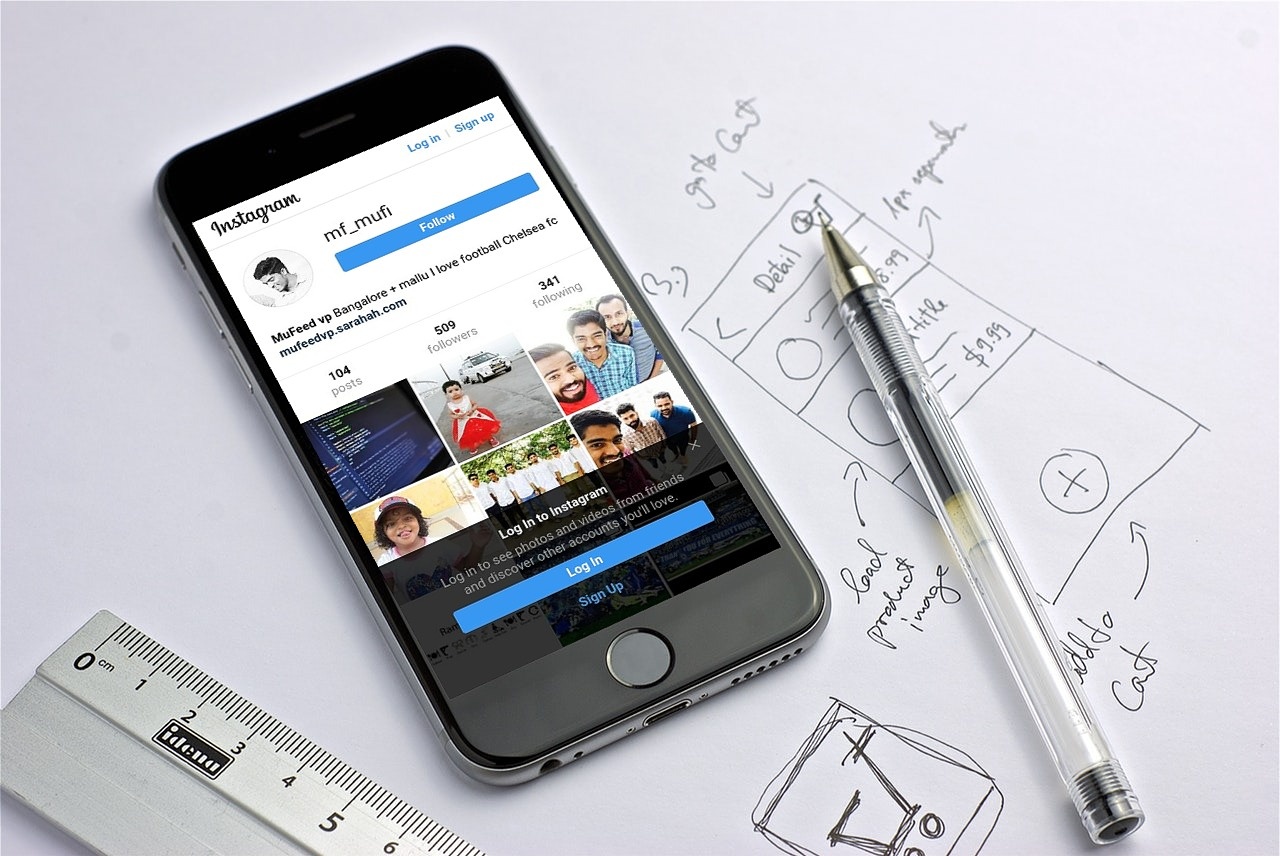 Log in | Sign up
Instagram
mf_mufi
Follow
MuFeed vp Bangalore + mallu I love football Chelsea fc
mufeedvp.sarahah.com
104
posts
509
followers
341
following
Log In to Instagram
Log in to see photos and videos from friends
and discover other accounts you'll love.
Log In
Sign Up
go to Cart
Detail
8.99
title
$9.99
load
product
image
add to
Cart
0 cm
1
2
3
4
5
6
idena